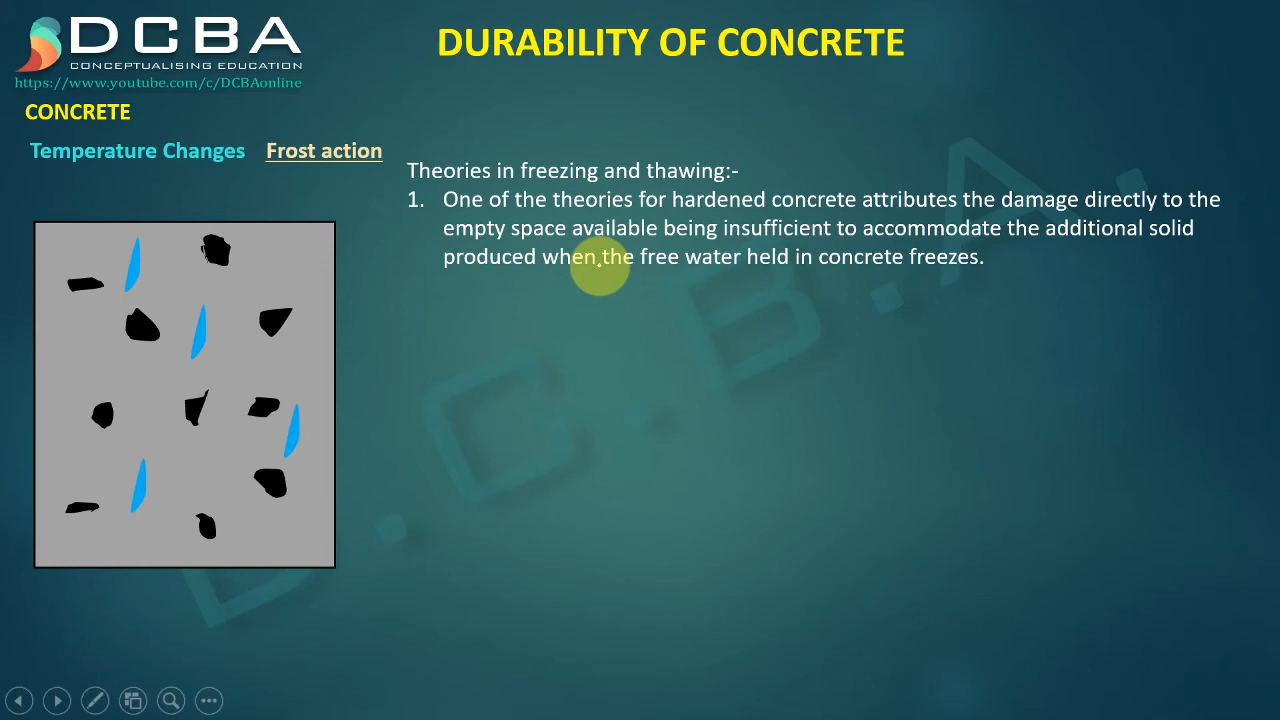 DCBA
CONCEPTUALISING EDUCATION
https://www.youtube.com/c/DCBAonline
DURABILITY OF CONCRETE
CONCRETE
Temperature Changes Frost action
Theories in freezing and thawing:-
1. One of the theories for hardened concrete attributes the damage directly to the
empty space available being insufficient to accommodate the additional solid
produced when the free water held in concrete freezes.
D.C.B.A.